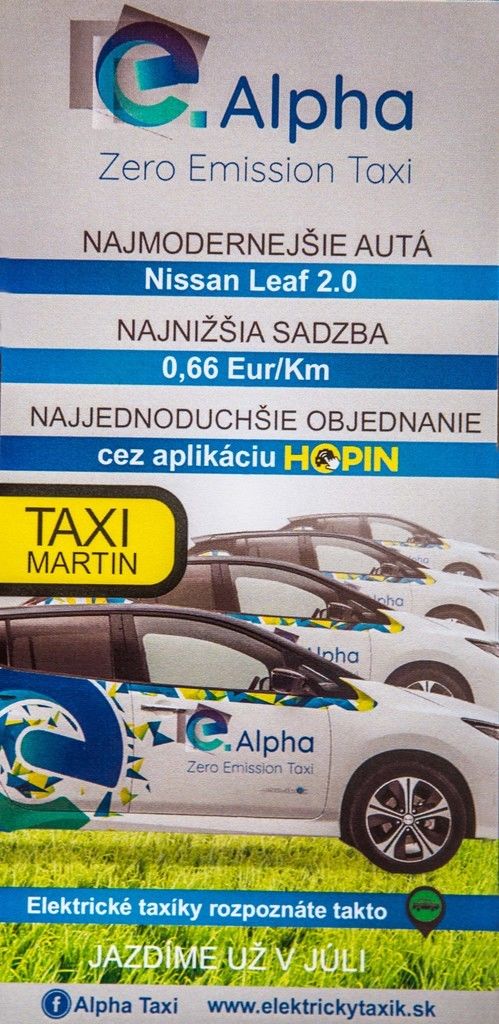 e.Alpha
Zero Emission Taxi
NAJMODERNEJŠIE AUTÁ
Nissan Leaf 2.0
NAJNIŽŠIA SADZBA
0,66 Eur/Km
NAJJEDNODUCHŠIE OBJEDNANIE
cez aplikáciu HOPIN
TAXI
MARTIN
lpha
lpha
e.Alpha
Zero Emission Taxi
Elektrické taxíky rozpoznáte takto
JAZDÍME UŽ V JÚLI
f Alpha Taxi www.elektrickytaxik.sk